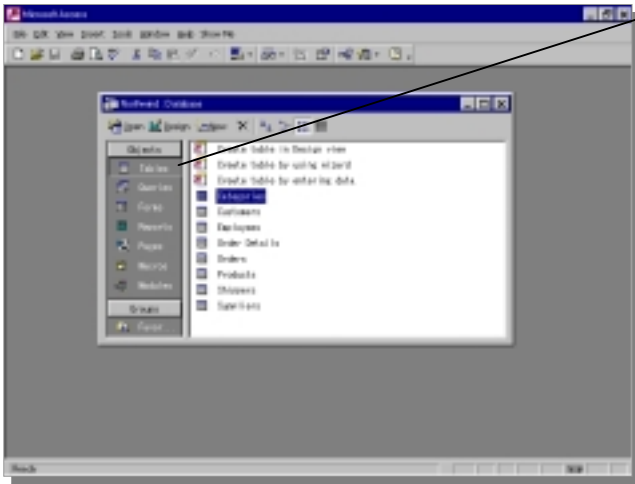 Microsoft Access
File Edit View Insert Tools Window Help Show Me
Northwind : Database
Open Design New
Objects
Tables
Queries
Forms
Reports
Pages
Macros
Modules
Groups
Create table in Design view
Create table by using wizard
Create table by entering data
Categories
Customers
Employees
Order Details
Orders
Products
Shippers
Suppliers
Ready